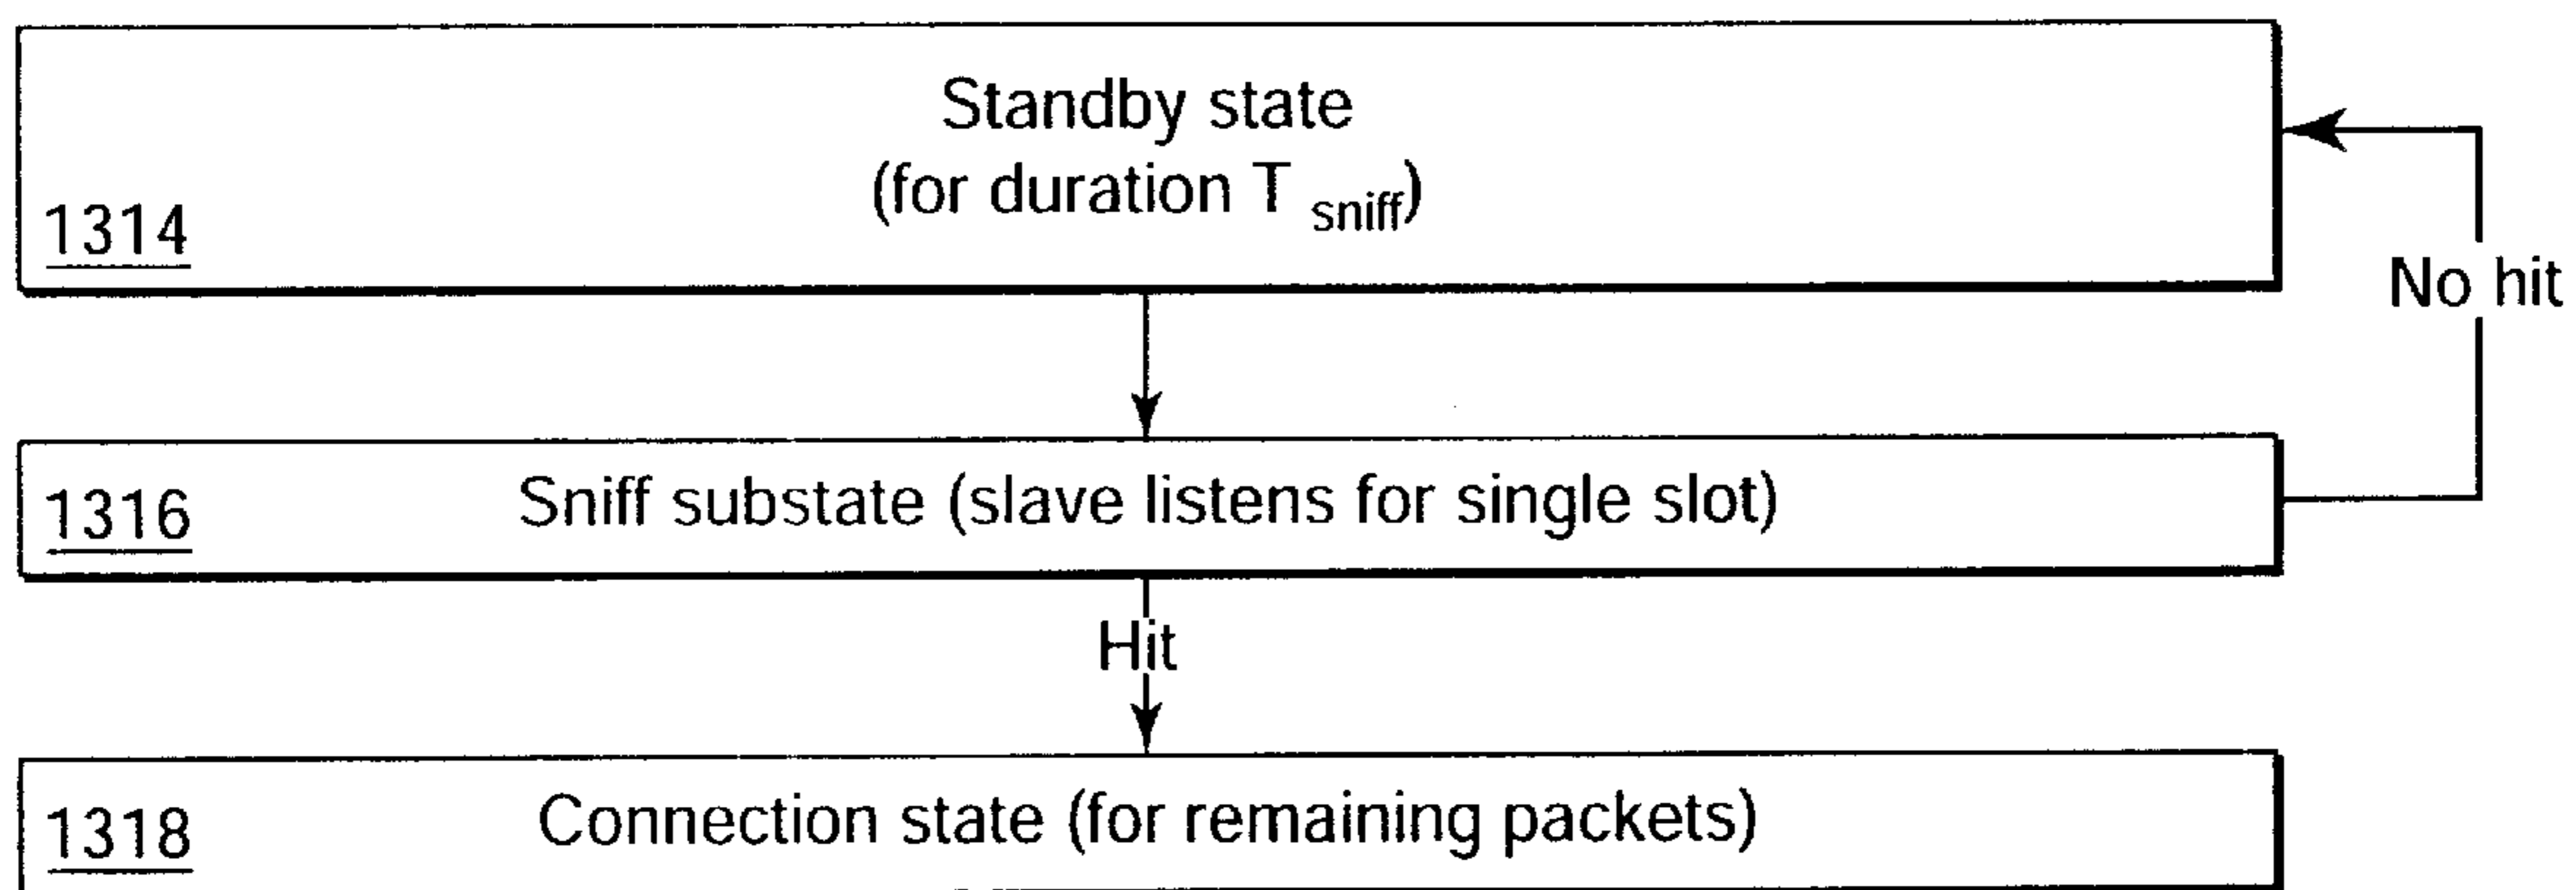 Standby state
(for duration T sniff)
1314
No hit
1316 Sniff substate (slave listens for single slot)
Hit
1318 Connection state (for remaining packets)